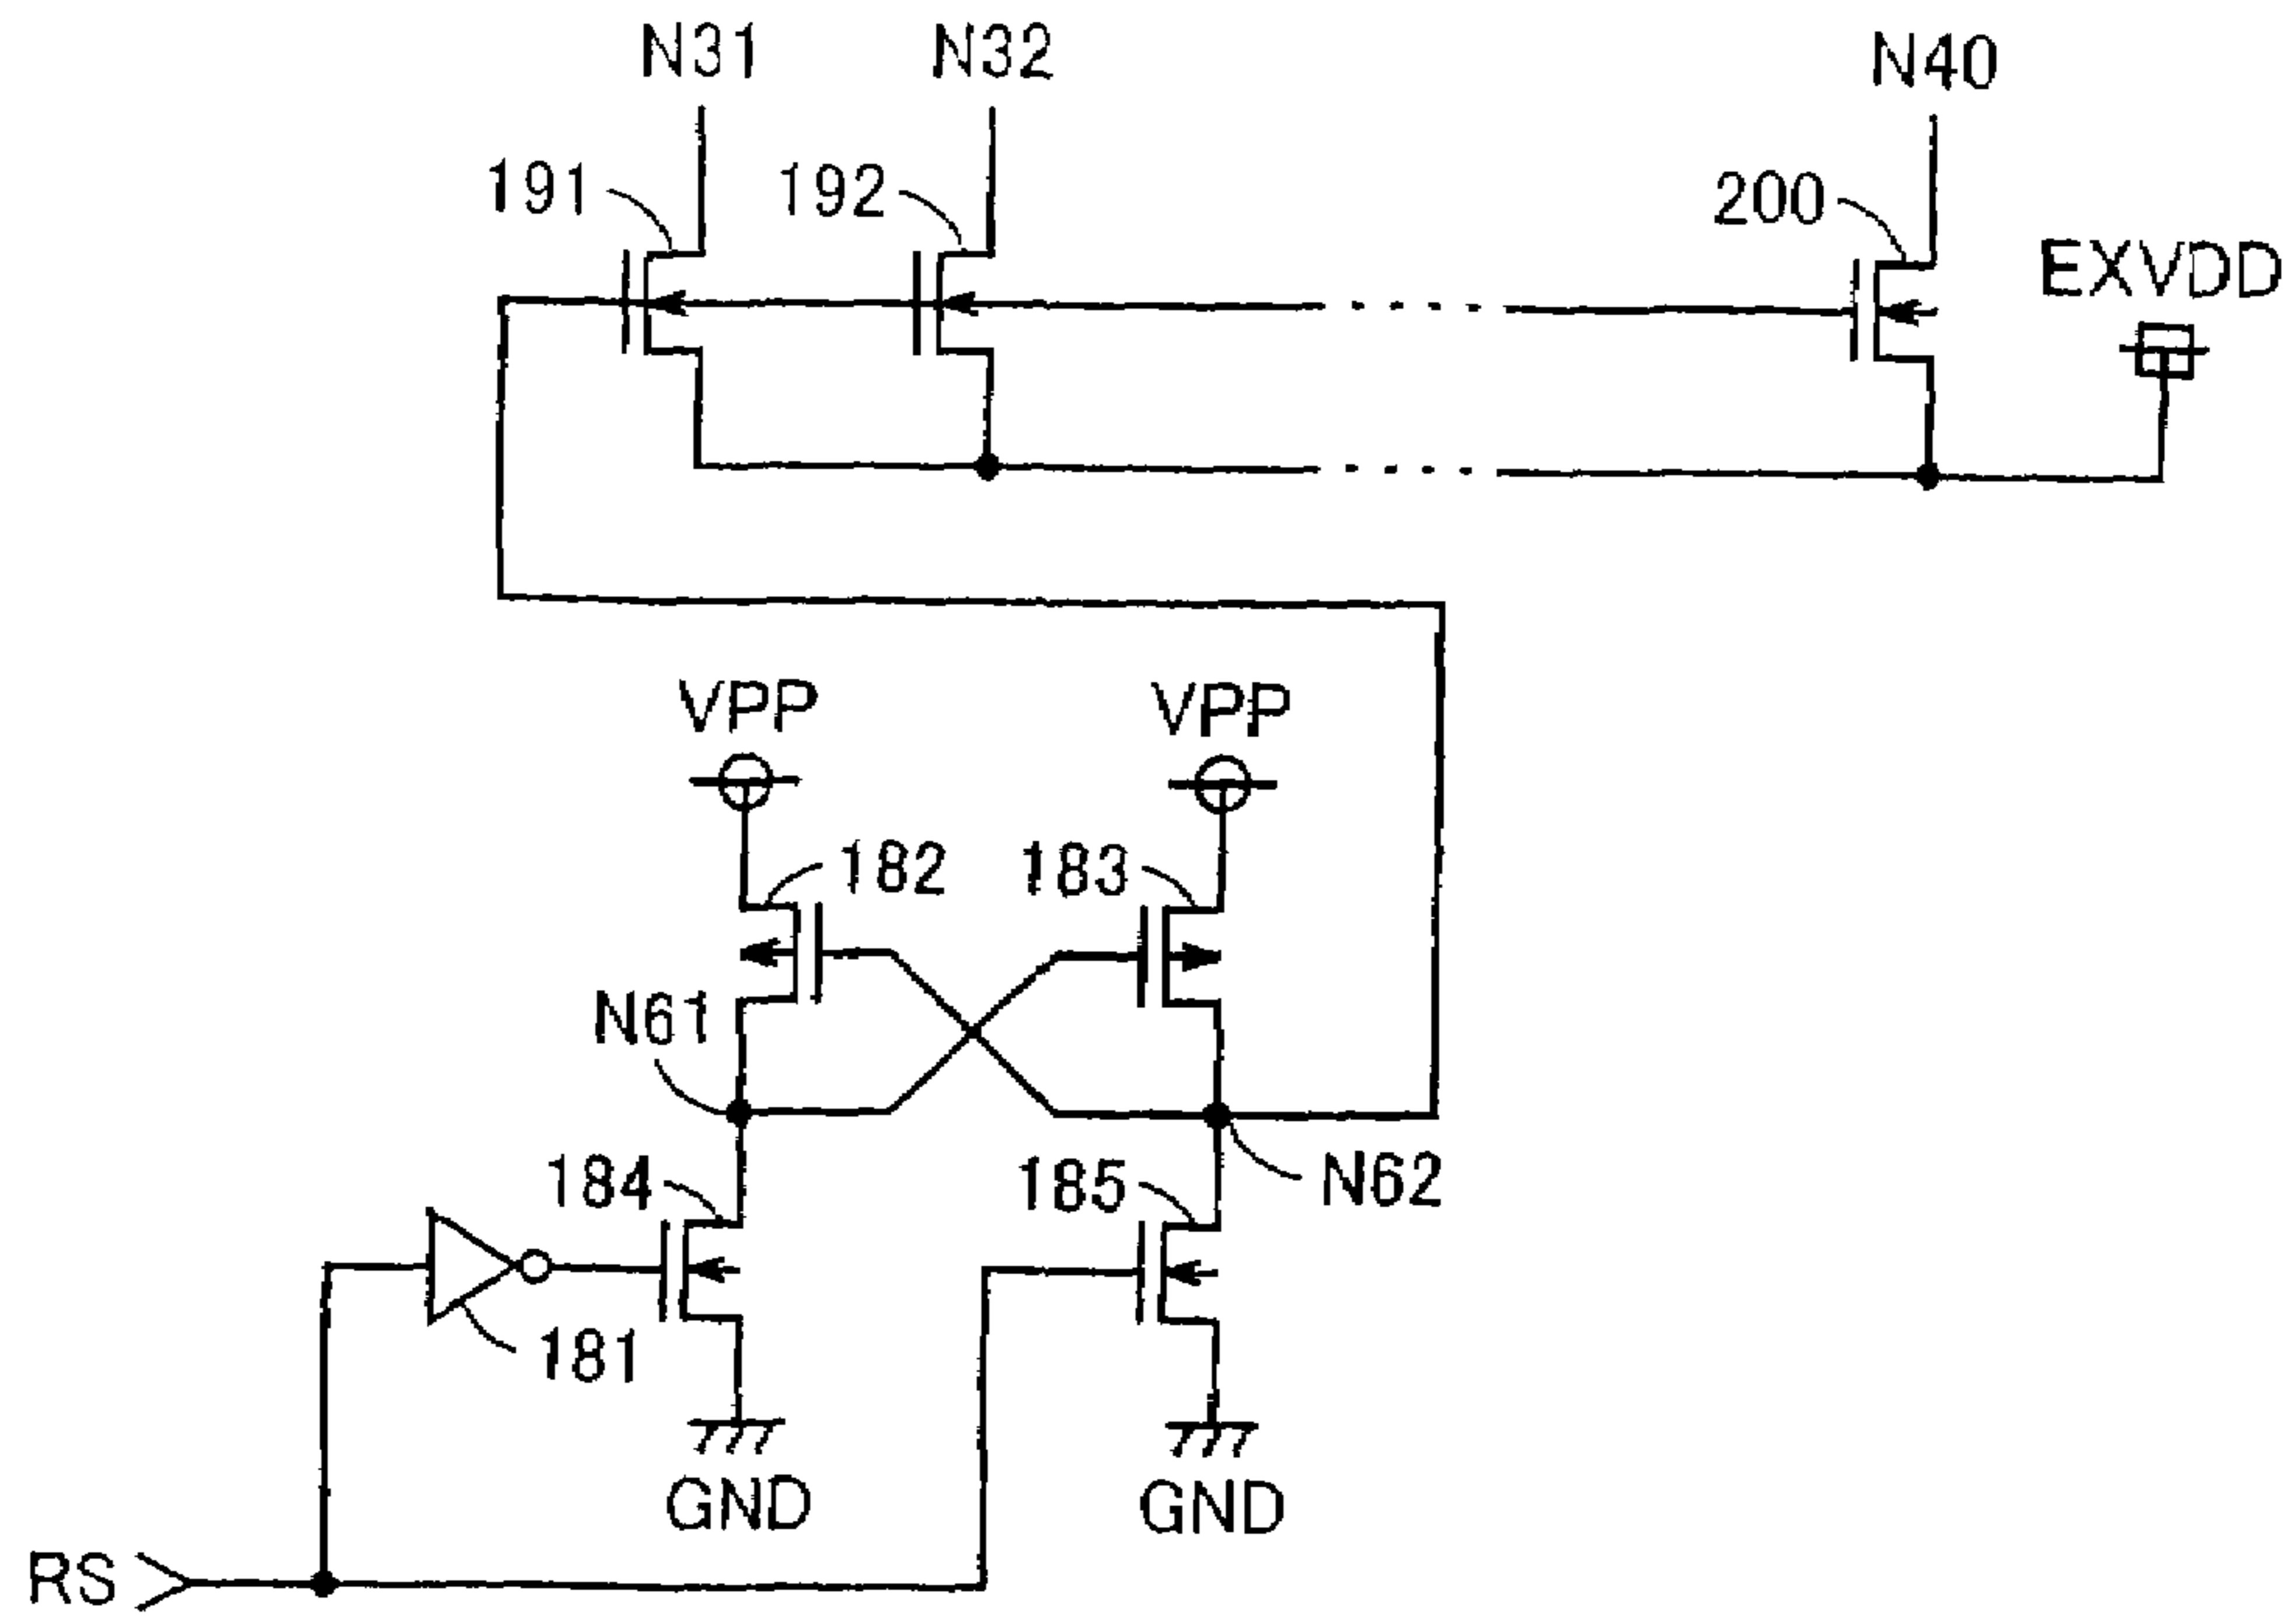 N31 N32 N40
191 192 200
EXVDD
VPP VPP
182 183
N61
184 185 N62
181
GND GND
RS